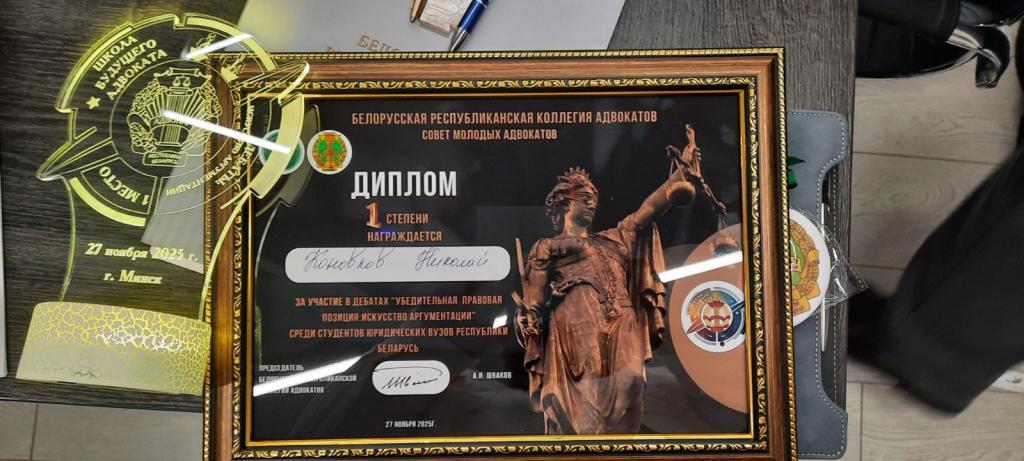 ШКОЛА
БУДУЩЕГО
АДВОКАТА
1 МЕСТО
АРГУМЕНТАЦИИ
27 ноября 2025 г.
г. Минск
БЕЛОРУССКАЯ РЕСПУБЛИКАНСКАЯ КОЛЛЕГИЯ АДВОКАТОВ
СОВЕТ МОЛОДЫХ АДВОКАТОВ
ДИПЛОМ
1 СТЕПЕНИ
НАГРАЖДАЕТСЯ
Николай
ЗА УЧАСТИЕ В ДЕБАТАХ "УБЕДИТЕЛЬНАЯ ПРАВОВАЯ
ПОЗИЦИЯ:ИСКУССТВО АРГУМЕНТАЦИИ"
СРЕДИ СТУДЕНТОВ ЮРИДИЧЕСКИХ ВУЗОВ РЕСПУБЛИКИ
БЕЛАРУСЬ
ПРЕДСЕДАТЕЛЬ
АДВОКАТОВ
А.И. ШВАКОВ
27 НОЯБРЯ 2025Г.